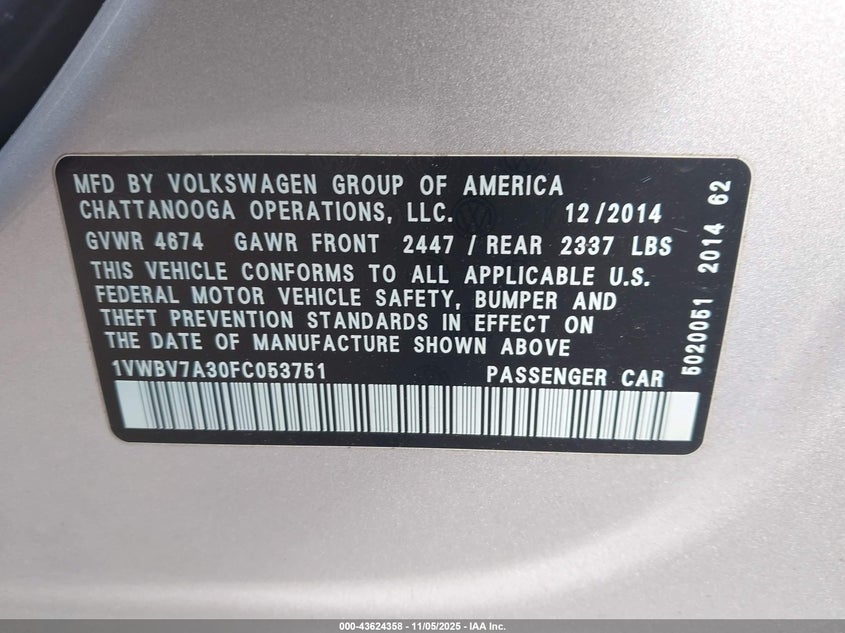 MFD BY VOLKSWAGEN GROUP OF AMERICA
CHATTANOOGA OPERATIONS, LLC. 12/2014
GVWR 4674 GAWR FRONT 2447 / REAR 2337 LBS
THIS VEHICLE CONFORMS TO ALL APPLICABLE U.S.
FEDERAL MOTOR VEHICLE SAFETY, BUMPER AND
THEFT PREVENTION STANDARDS IN EFFECT ON
THE DATE OF MANUFACTURE SHOWN ABOVE
1VWBV7A30FC053751 PASSENGER CAR
5020051 2014 62
000-43624358 - 11/05/2025 - IAA Inc.